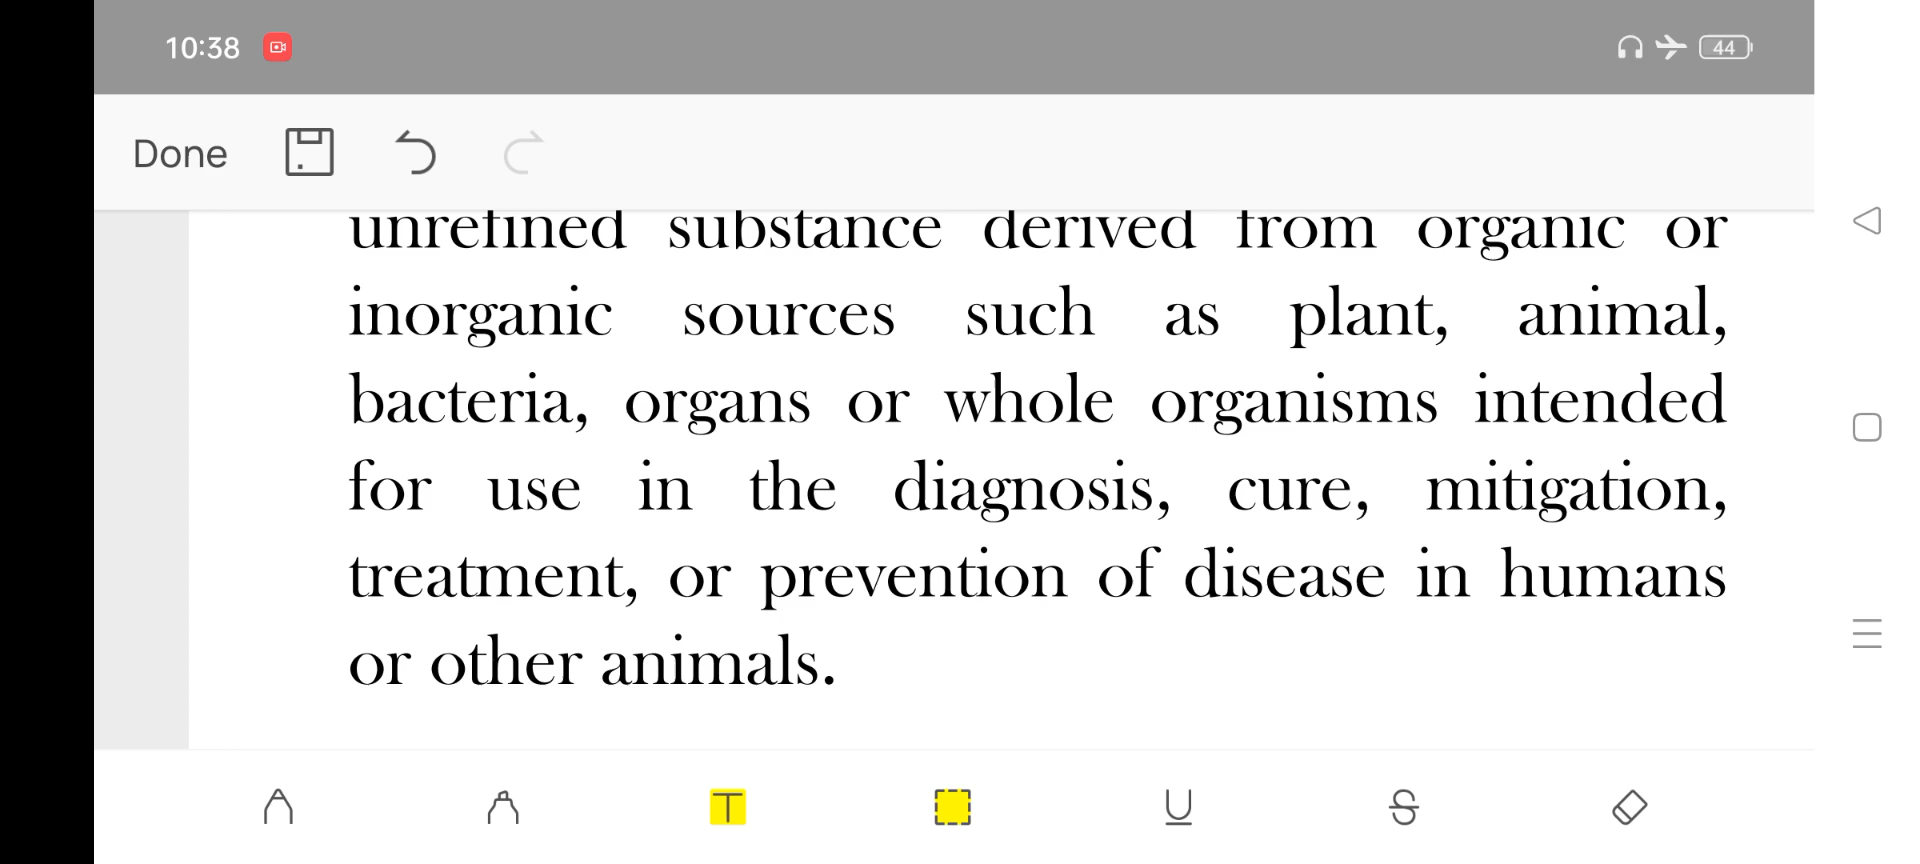 10:38
44
Done
unrefined substance derived from organic or
inorganic sources such as plant, animal,
bacteria, organs or whole organisms intended
for use in the diagnosis, cure, mitigation,
treatment, or prevention of disease in humans
or other animals.
T
U
S